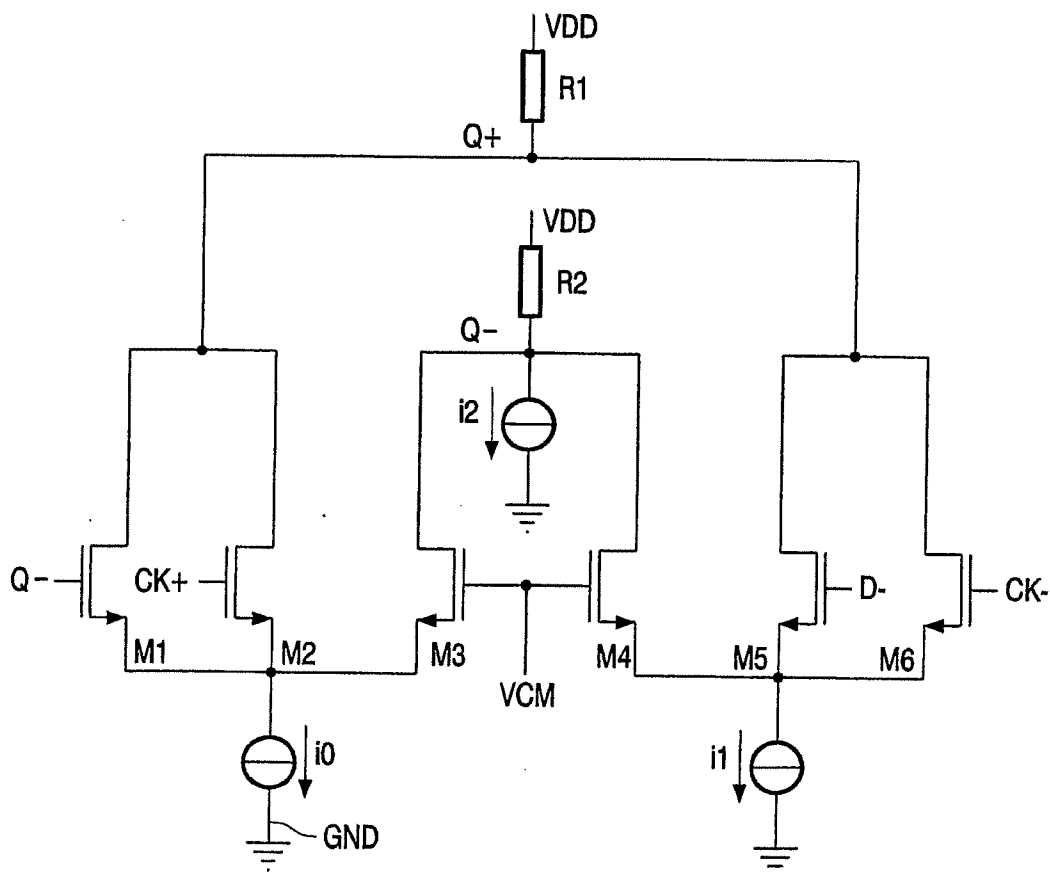 VDD
R1
Q+
VDD
R2
Q−
i2
Q−
CK+
D-
CK-
M1
M2
M3
M4
M5
M6
VCM
i0
i1
GND